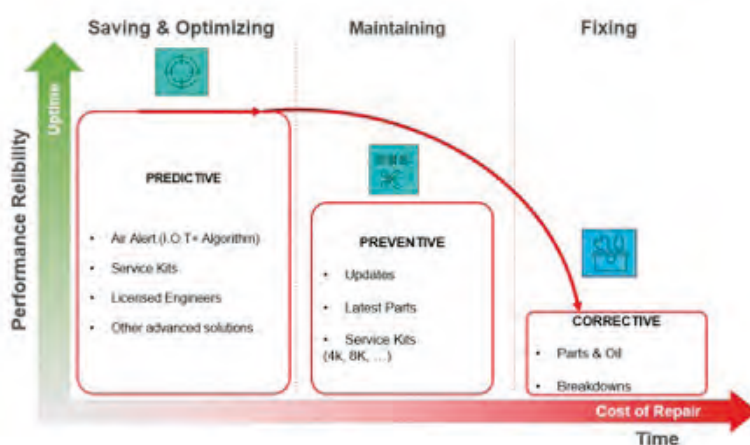 Saving & Optimizing
Maintaining
Fixing
Uptime
Performance Relibility
PREDICTIVE
• Air Alert (I.O.T+ Algorithm)
• Service Kits
• Licensed Engineers
• Other advanced solutions
PREVENTIVE
• Updates
• Latest Parts
• Service Kits
(4k, 8K, …)
CORRECTIVE
• Parts & Oil
• Breakdowns
Cost of Repair
Time